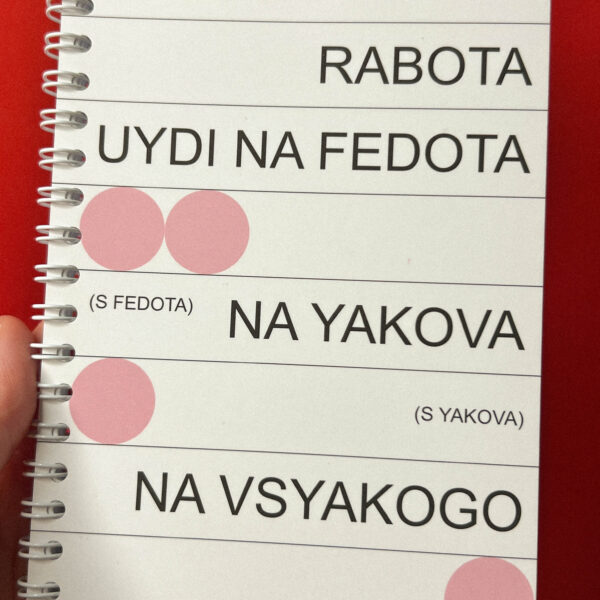 RABOTA
UYDI NA FEDOTA
(S FEDOTA) NA YAKOVA
(S YAKOVA)
NA VSYAKOGO